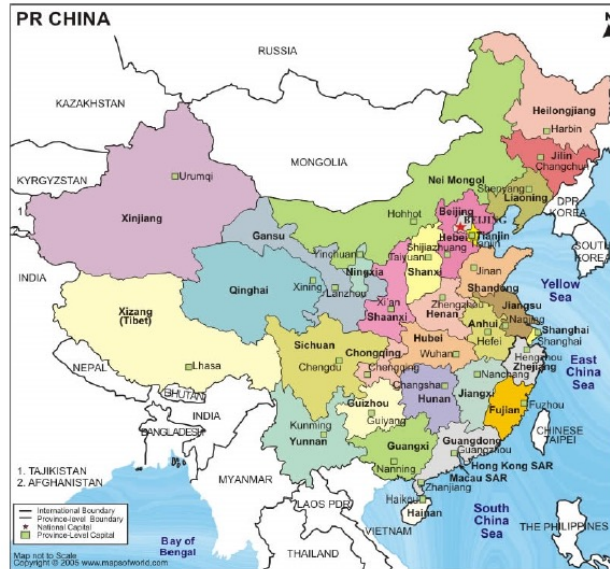 PR CHINA
N
RUSSIA
KAZAKHSTAN
MONGOLIA
KYRGYZSTAN
Heilongjiang
Harbin
Jilin
Changchun
Nei Mongol
Shenyang
Liaoning
Urumqi
Xinjiang
1.
Gansu
Hohhot
Beijing
BEIJING
Tianjin
Tianjin
DPR
KOREA
SOUTH
KOREA
INDIA
Hebei
Shijiazhuang
Yinchuan
Ningxia
Taiyuan
Shanxi
Jinan
Shandong
Yellow
Sea
Qinghai
Xining
Lanzhou
Xi'an
Shaanxi
Zhengzhou
Henan
Jiangsu
Nanjing
Anhui
Hefei
Shanghai
Shanghai
Xizang
(Tibet)
Lhasa
Sichuan
Chengdu
Chongqing
Chongqing
Hubei
Wuhan
Hangzhou
Zhejiang
East
China
Sea
NEPAL
BHUTAN
INDIA
BANGLADESH
Changsha
Hunan
Nanchang
Jiangxi
Guizhou
Guiyang
Fujian
Fuzhou
Kunming
Yunnan
Guangxi
Nanning
Guangdong
Guangzhou
CHINESE
TAIPEI
Hong Kong SAR
Macau SAR
Zhanjiang
Haikou
Hainan
1. TAJIKISTAN
2. AFGHANISTAN
MYANMAR
LAOS PDR
VIETNAM
THAILAND
South
China
Sea
THE PHILIPPINES
Bay of
Bengal
International Boundary
Province-level Boundary
National Capital
Province-Level Capital
Map not to Scale
Copyright © 2005 www.mapsofworld.com